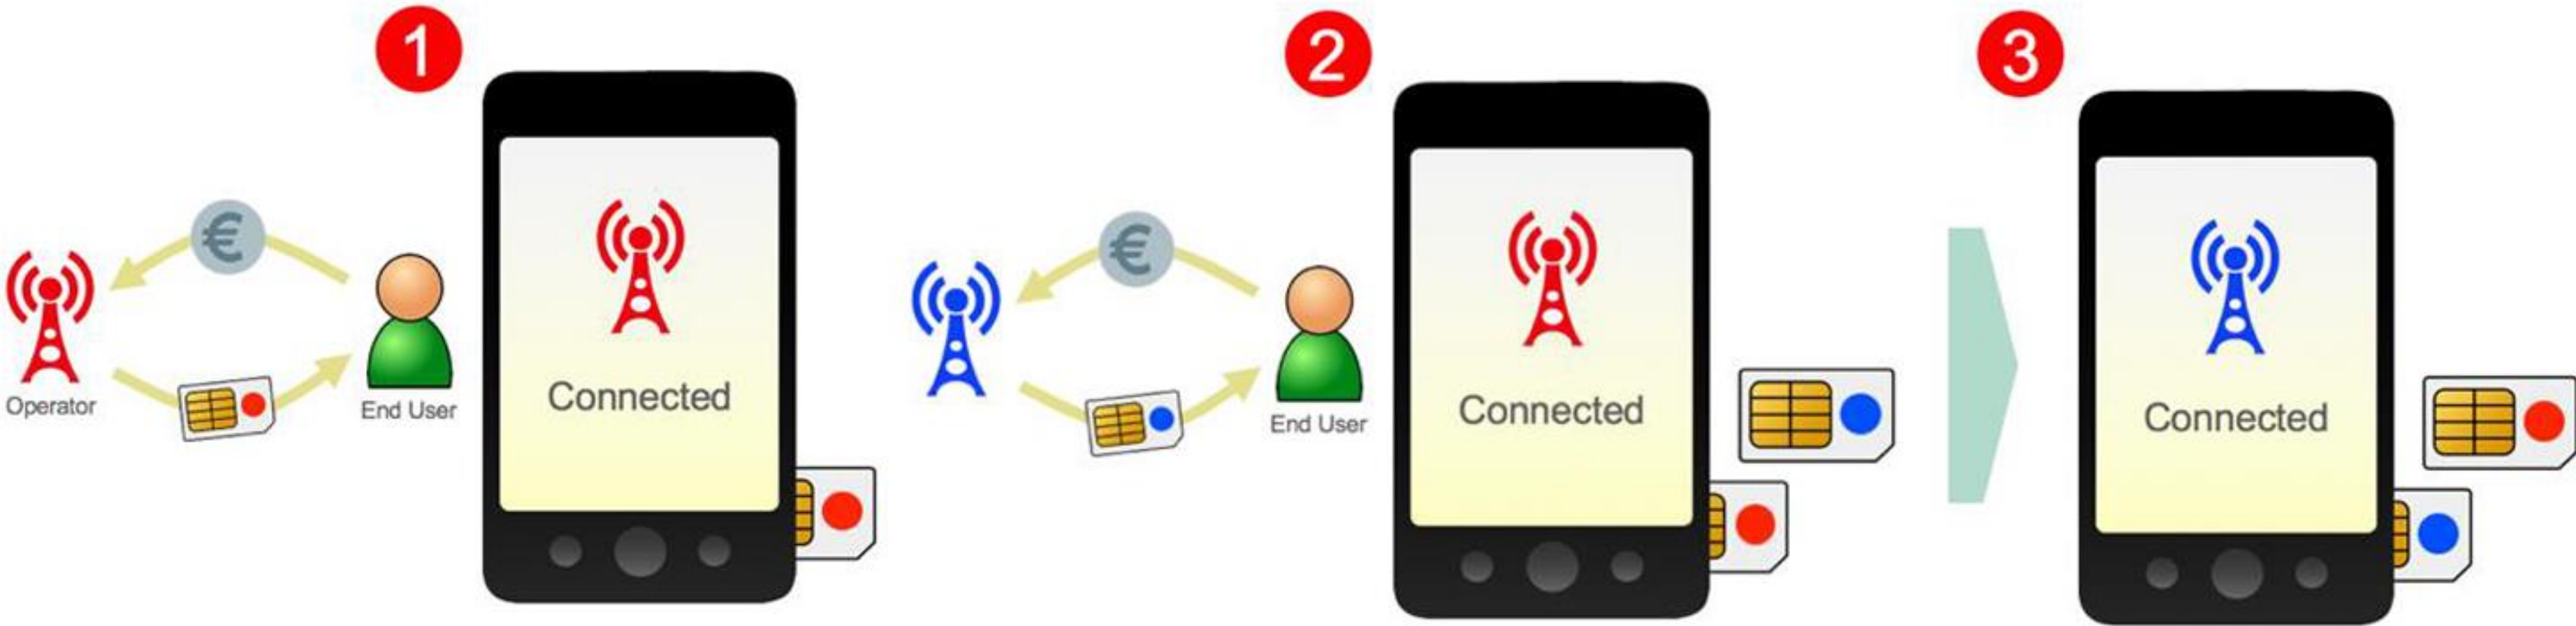 1
€
Operator
End User
Connected
2
€
End User
Connected
3
Connected